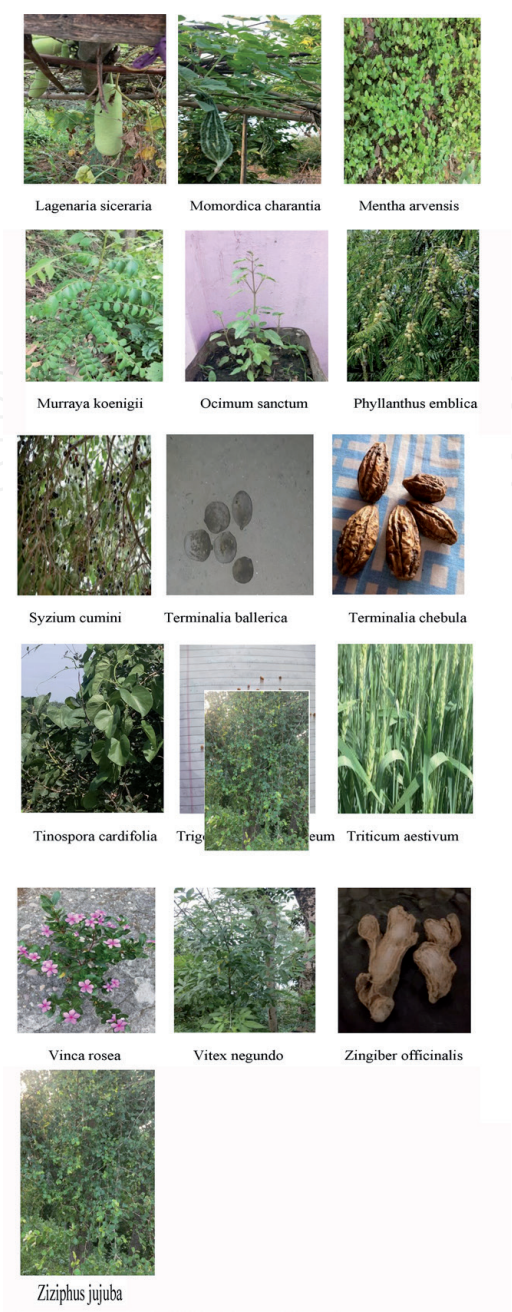 Lagenaria siceraria
Momordica charantia
Mentha arvensis
Murraya koenigii
Ocimum sanctum
Phyllanthus emblica
Syzium cumini
Terminalia ballerica
Terminalia chebula
Tinospora cardifolia
Triticum aestivum
Vinca rosea
Vitex negundo
Zingiber officinalis
Ziziphus jujuba